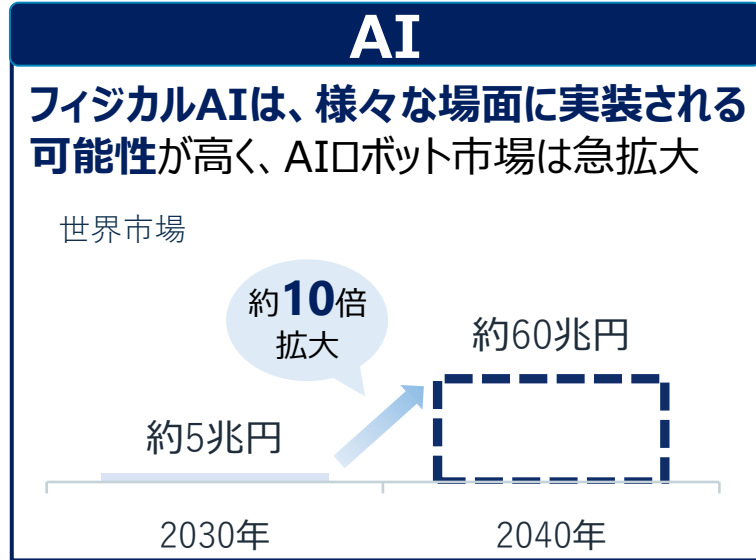 AI
フィジカルAIは、様々な場面に実装される
可能性が高く、AIロボット市場は急拡大
世界市場
約10倍
拡大
約60兆円
約5兆円
2030年
2040年